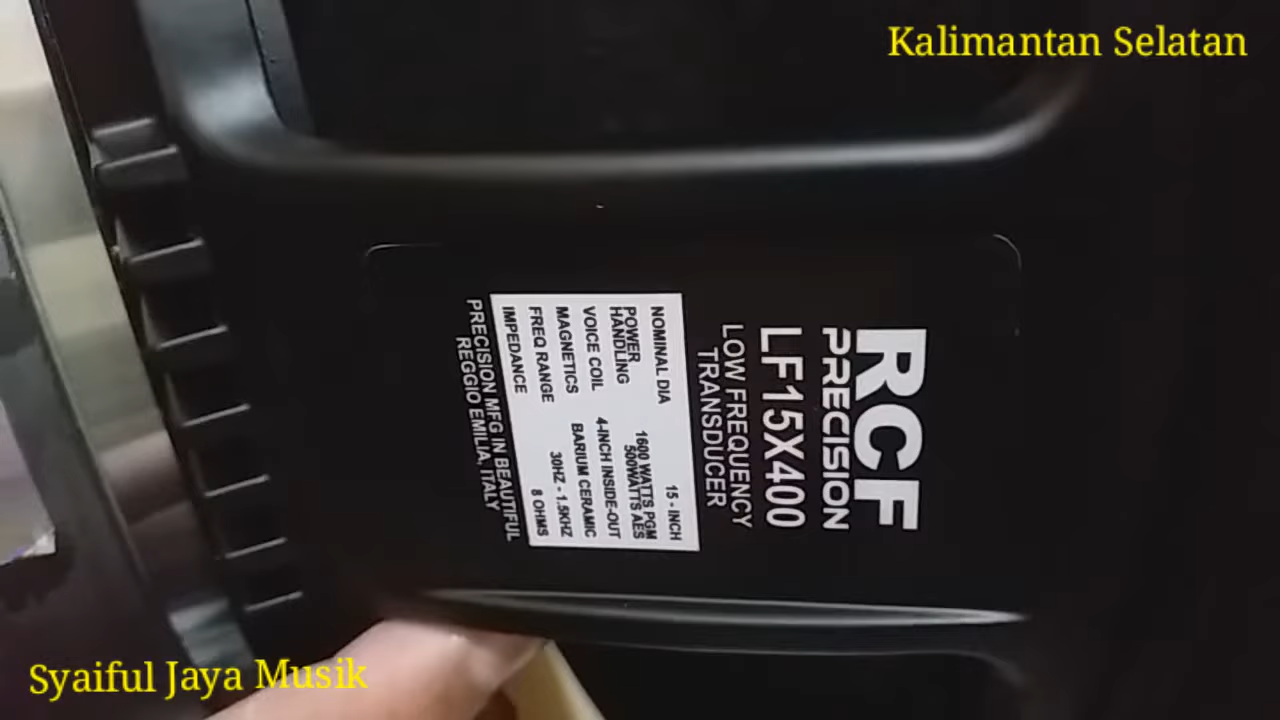 Kalimantan Selatan
RCF
PRECISION
LF15X400
LOW FREQUENCY
TRANSDUCER
NOMINAL DIA 15 - INCH
POWER 1600 WATTS PGM
HANDLING 500WATTS AES
VOICE COIL 4-INCH INSIDE-OUT
MAGNETICS BARIUM CERAMIC
FREQ RANGE 30HZ - 1.5KHZ
IMPEDANCE 8 OHMS
PRECISION MFG IN BEAUTIFUL
REGGIO EMILIA, ITALY
Syaiful Jaya Musik